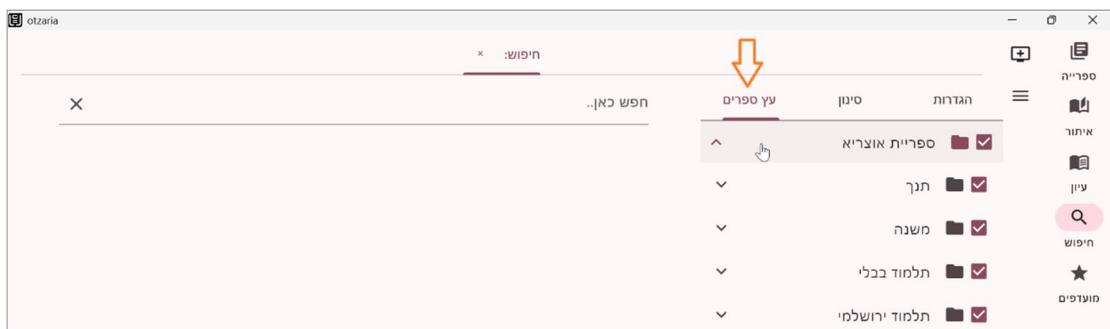 otzaria
חיפוש:
ספרייה
הגדרות
סינון
עץ ספרים
חפש כאן..
איתור
ספריית אוצריא
תנך
עיון
משנה
חיפוש
תלמוד בבלי
מועדפים
תלמוד ירושלמי